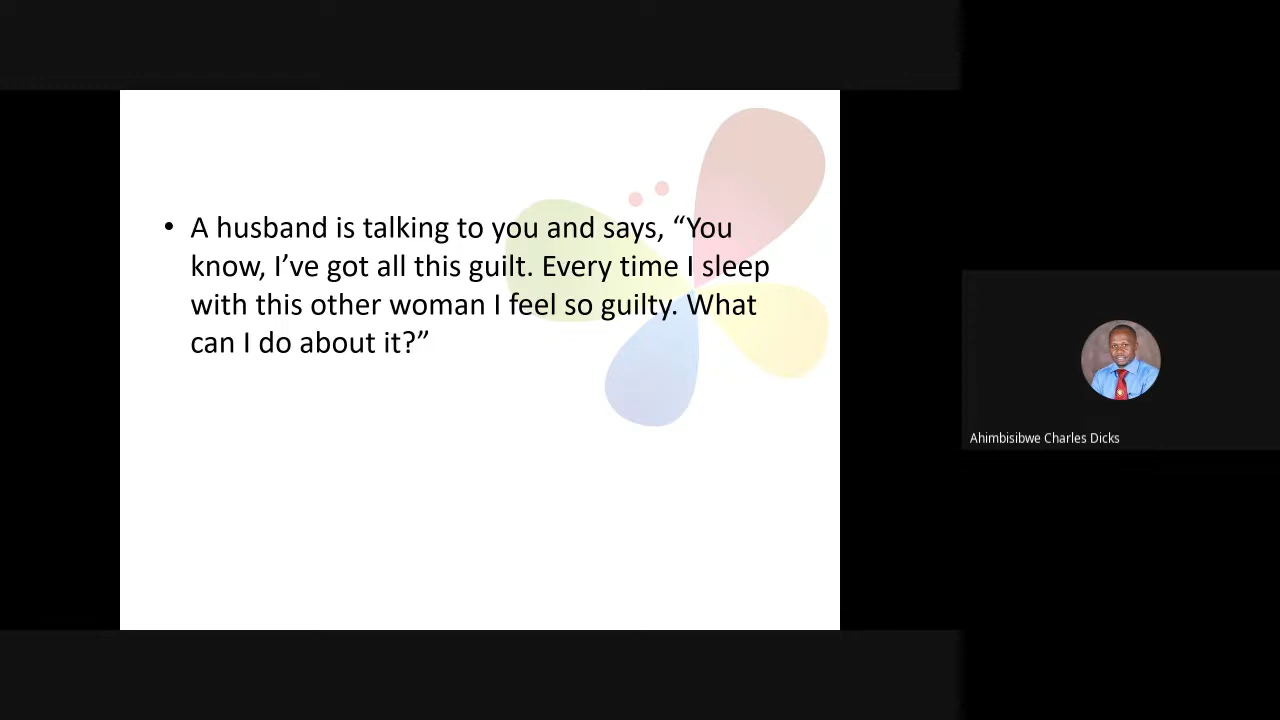 • A husband is talking to you and says, “You
know, I’ve got all this guilt. Every time I sleep
with this other woman I feel so guilty. What
can I do about it?”
Ahimbisibwe Charles Dicks